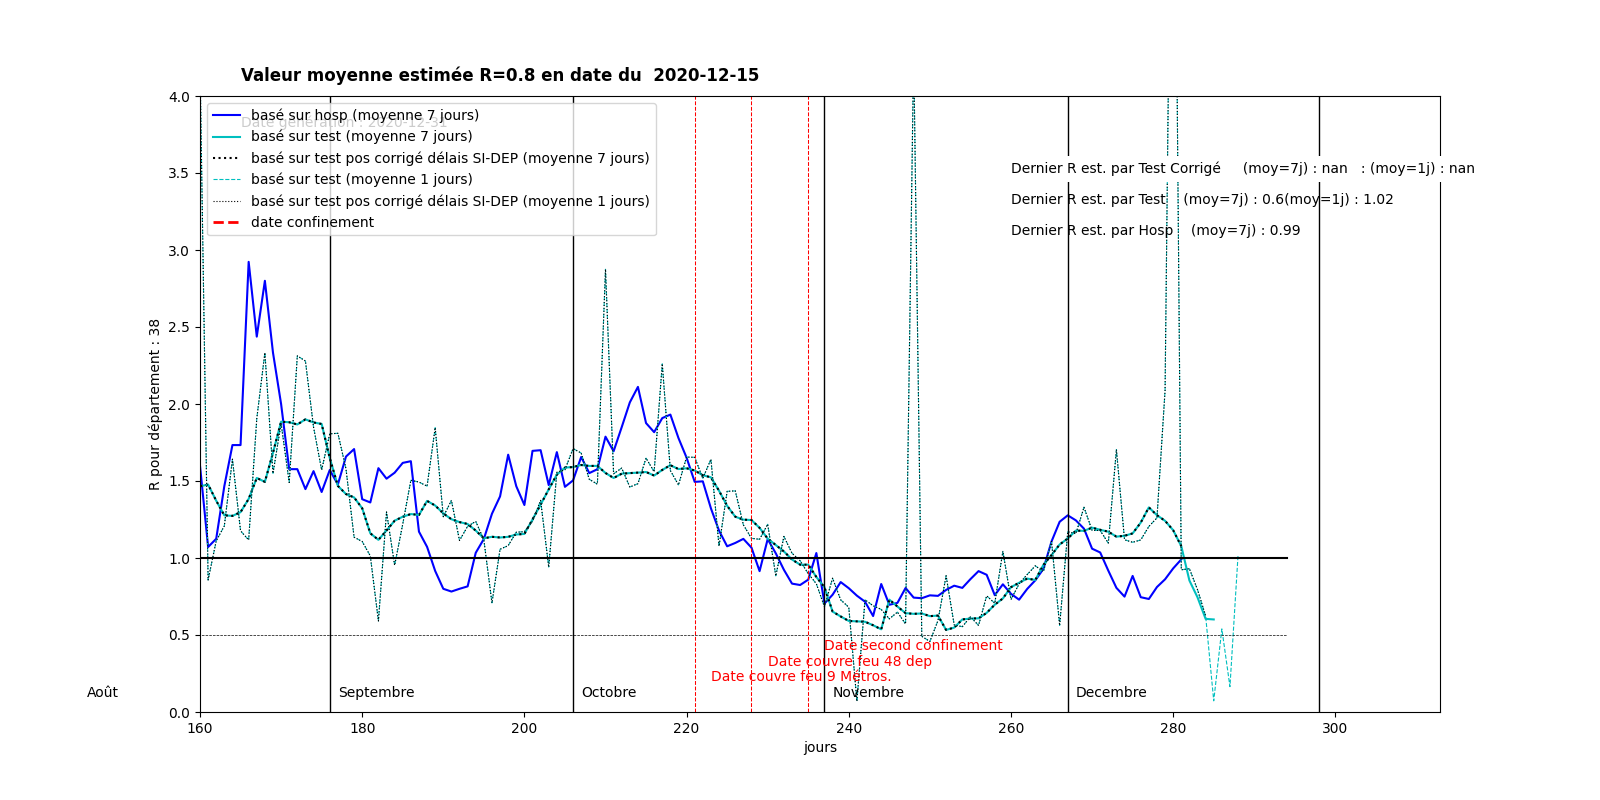 Valeur moyenne estimée R=0.8 en date du  2020-12-15
4.0
basé sur hosp (moyenne 7 jours)
Date génération : 2020-12-31
basé sur test (moyenne 7 jours)
basé sur test pos corrigé délais SI-DEP (moyenne 7 jours)
basé sur test (moyenne 1 jours)
basé sur test pos corrigé délais SI-DEP (moyenne 1 jours)
date confinement
Dernier R est. par Test Corrigé     (moy=7j) : nan   : (moy=1j) : nan
Dernier R est. par Test    (moy=7j) : 0.6(moy=1j) : 1.02
Dernier R est. par Hosp    (moy=7j) : 0.99
3.5
3.0
2.5
2.0
1.5
1.0
0.5
0.0
R pour département : 38
Date second confinement
Date couvre feu 48 dep
Date couvre feu 9 Métros.
Août
Septembre
Octobre
Novembre
Decembre
160 180 200 220 240 260 280 300
jours